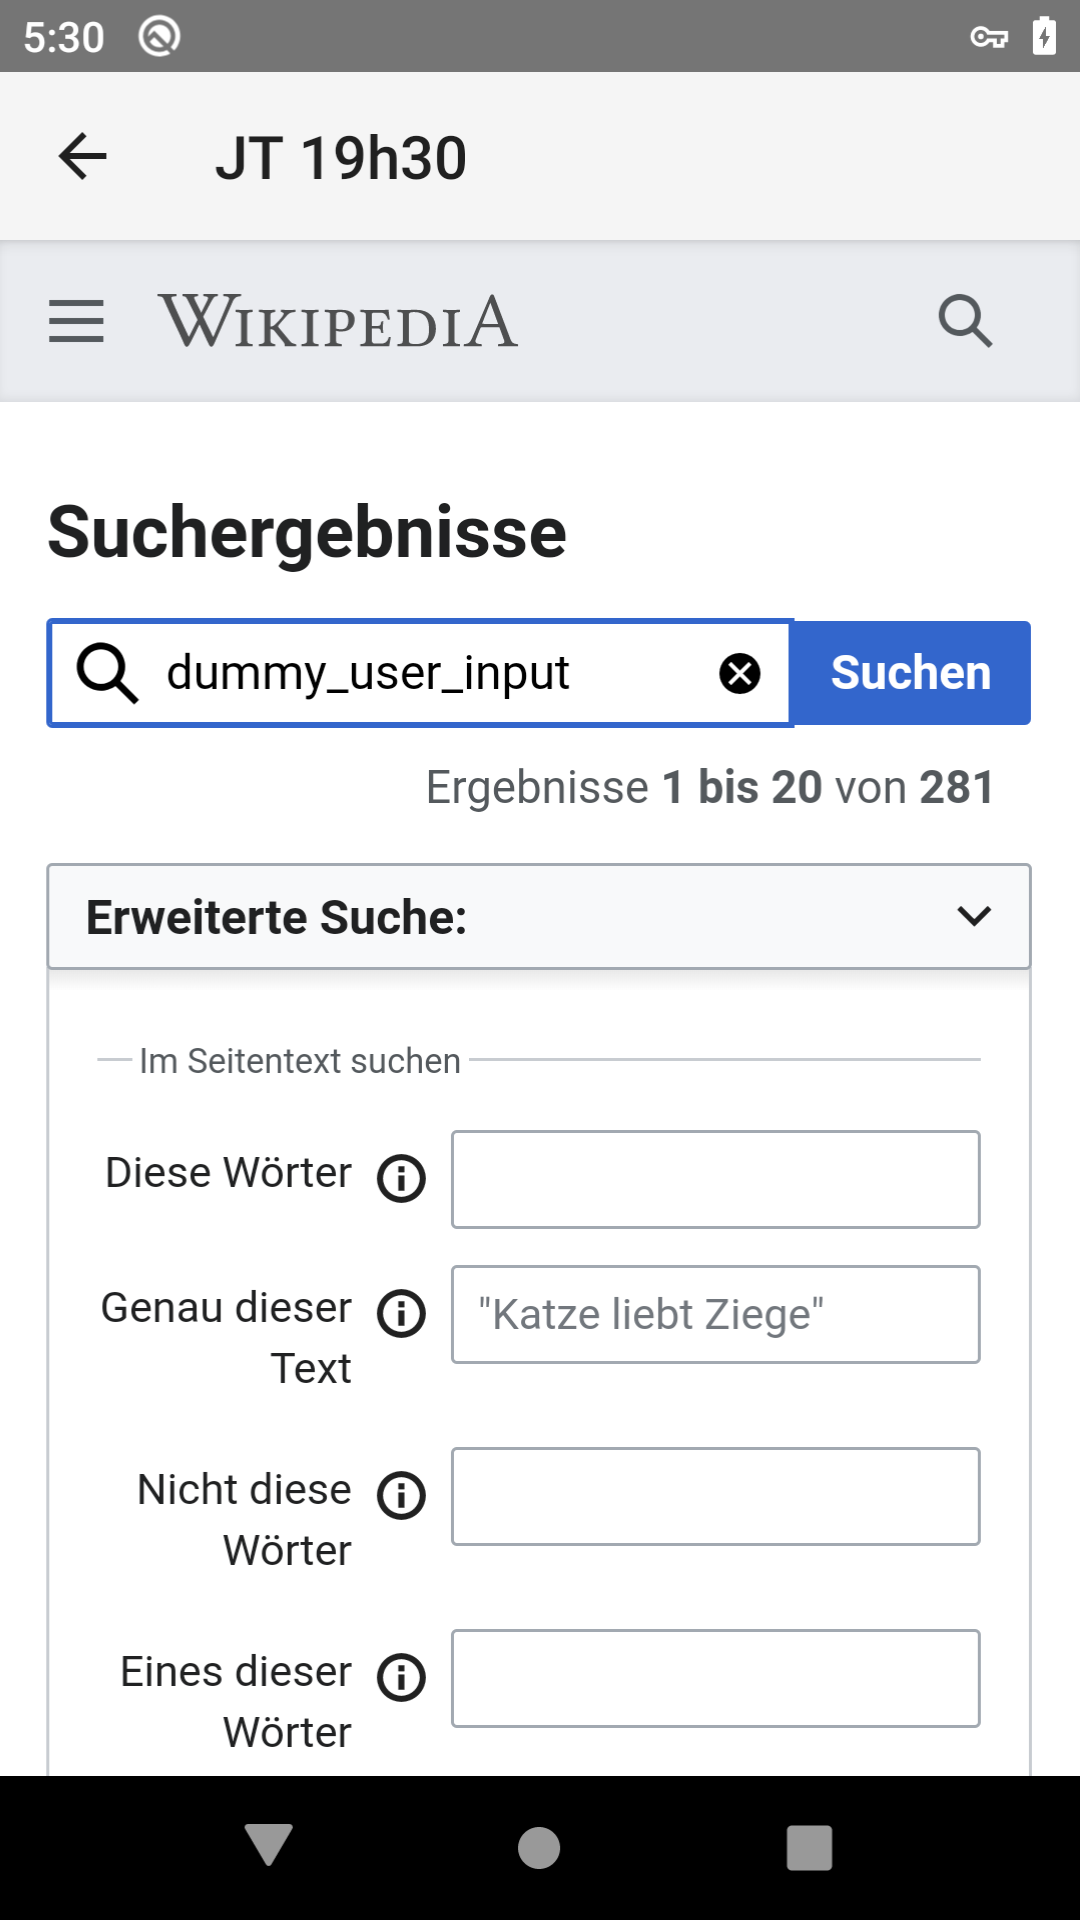 5:30
JT 19h30
WIKIPEDIA
Suchergebnisse
dummy_user_input
Suchen
Ergebnisse 1 bis 20 von 281
Erweiterte Suche:
Im Seitentext suchen
Diese Wörter
Genau dieser
Text
"Katze liebt Ziege"
Nicht diese
Wörter
Eines dieser
Wörter